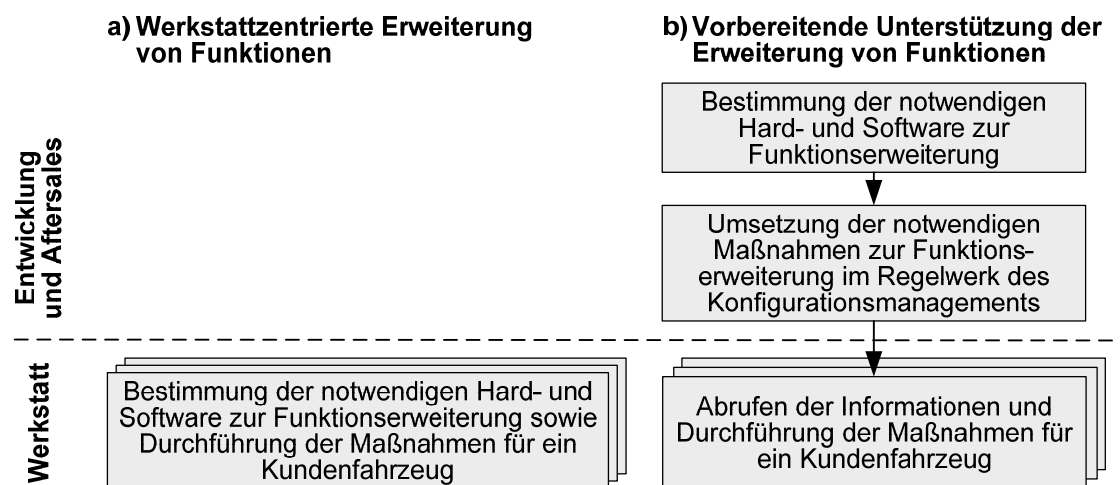 a) Werkstattzentrierte Erweiterung
von Funktionen
b) Vorbereitende Unterstützung der
Erweiterung von Funktionen
Entwicklung
und Aftersales
Bestimmung der notwendigen
Hard- und Software zur
Funktionserweiterung
Umsetzung der notwendigen
Maßnahmen zur Funktions-
erweiterung im Regelwerk des
Konfigurationsmanagements
Werkstatt
Bestimmung der notwendigen Hard- und
Software zur Funktionserweiterung sowie
Durchführung der Maßnahmen für ein
Kundenfahrzeug
Abrufen der Informationen und
Durchführung der Maßnahmen für
ein Kundenfahrzeug